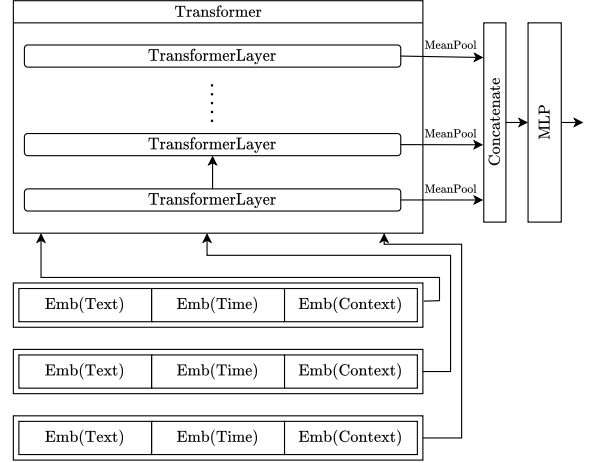 Transformer
TransformerLayer
MeanPool
TransformerLayer
MeanPool
TransformerLayer
MeanPool
Concatenate
MLP
Emb(Text) Emb(Time) Emb(Context)
Emb(Text) Emb(Time) Emb(Context)
Emb(Text) Emb(Time) Emb(Context)